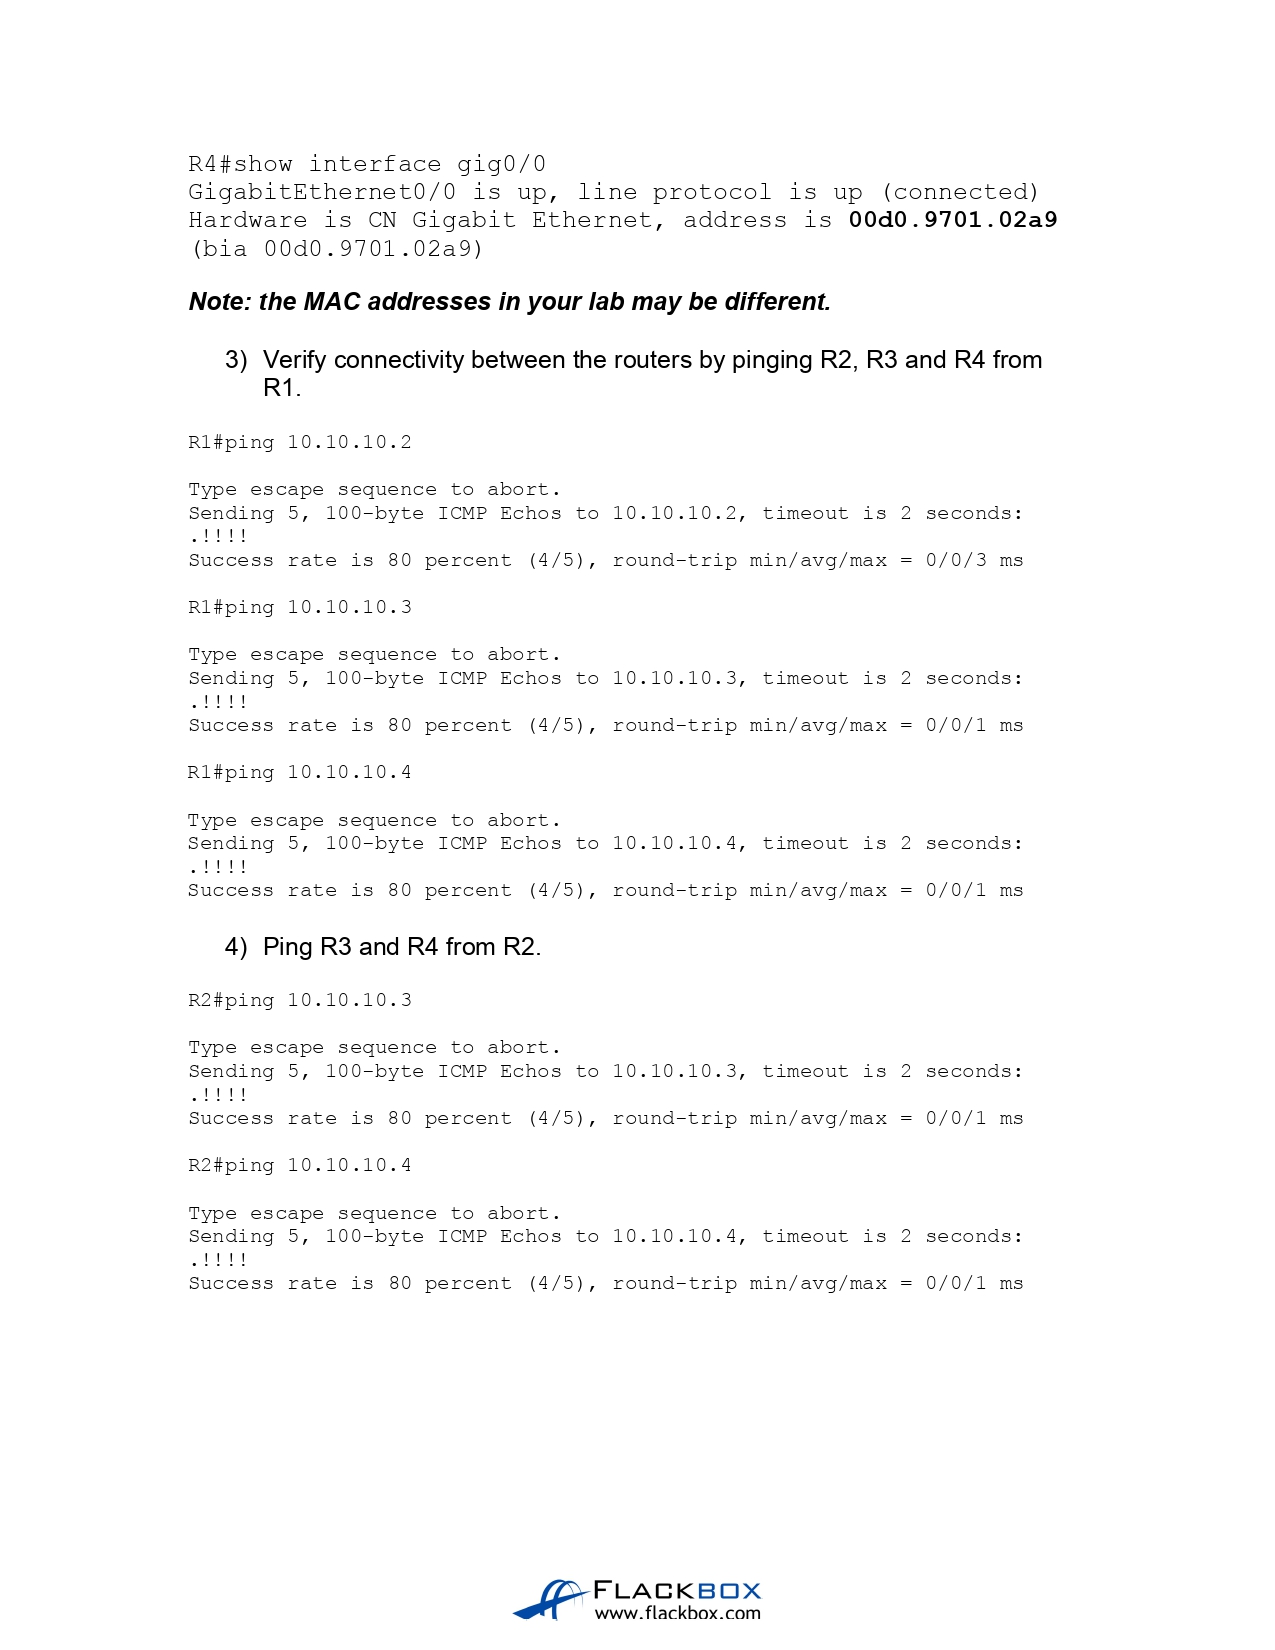 R4#show interface gig0/0
GigabitEthernet0/0 is up, line protocol is up (connected)
Hardware is CN Gigabit Ethernet, address is 00d0.9701.02a9
(bia 00d0.9701.02a9)
Note: the MAC addresses in your lab may be different.
3) Verify connectivity between the routers by pinging R2, R3 and R4 from
R1.
R1#ping 10.10.10.2
Type escape sequence to abort.
Sending 5, 100-byte ICMP Echos to 10.10.10.2, timeout is 2 seconds:
.!!!!
Success rate is 80 percent (4/5), round-trip min/avg/max = 0/0/3 ms
R1#ping 10.10.10.3
Type escape sequence to abort.
Sending 5, 100-byte ICMP Echos to 10.10.10.3, timeout is 2 seconds:
.!!!!
Success rate is 80 percent (4/5), round-trip min/avg/max = 0/0/1 ms
R1#ping 10.10.10.4
Type escape sequence to abort.
Sending 5, 100-byte ICMP Echos to 10.10.10.4, timeout is 2 seconds:
.!!!!
Success rate is 80 percent (4/5), round-trip min/avg/max = 0/0/1 ms
4) Ping R3 and R4 from R2.
R2#ping 10.10.10.3
Type escape sequence to abort.
Sending 5, 100-byte ICMP Echos to 10.10.10.3, timeout is 2 seconds:
.!!!!
Success rate is 80 percent (4/5), round-trip min/avg/max = 0/0/1 ms
R2#ping 10.10.10.4
Type escape sequence to abort.
Sending 5, 100-byte ICMP Echos to 10.10.10.4, timeout is 2 seconds:
.!!!!
Success rate is 80 percent (4/5), round-trip min/avg/max = 0/0/1 ms
FLACKBOX
www.flackbox.com